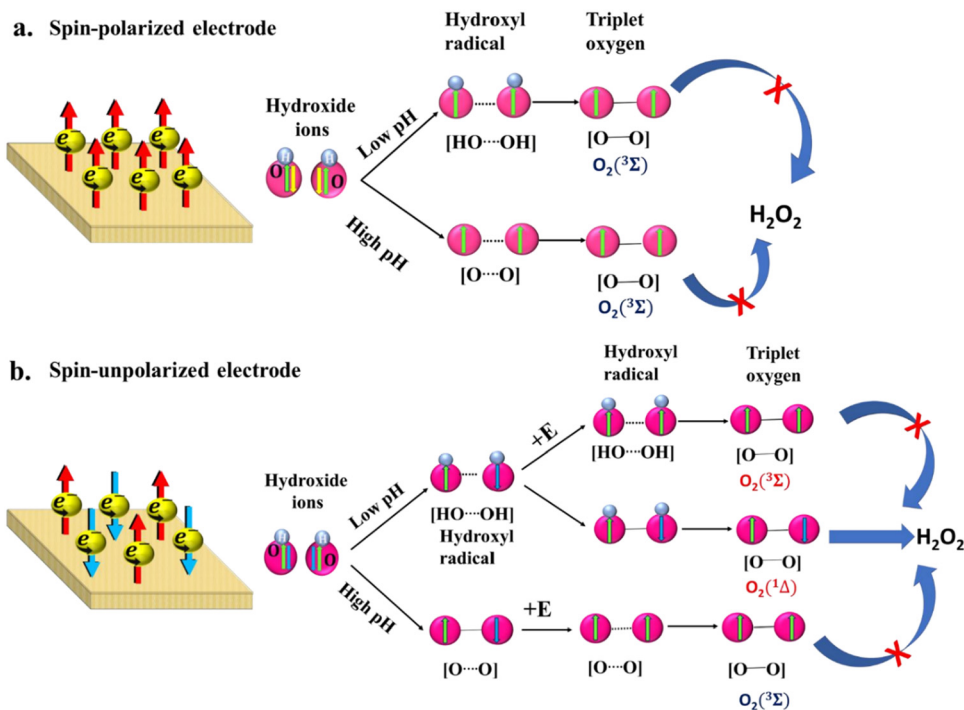 a. Spin-polarized electrode
Hydroxyl
radical
Triplet
oxygen
Hydroxide
ions
Low pH
High pH
e⁻ e⁻ e⁻
e⁻ e⁻ e⁻
H H
O O
[HO·····OH]
[O—O]
O₂(³Σ)
X
H₂O₂
[O·····O]
[O—O]
O₂(³Σ)
X
b. Spin-unpolarized electrode
Hydroxyl
radical
Triplet
oxygen
Hydroxide
ions
Low pH
High pH
e⁻ e⁻ e⁻
e⁻ e⁻ e⁻
H H
O O
[HO·····OH]
Hydroxyl
radical
+E
[HO·····OH]
[O—O]
O₂(³Σ)
X
[O—O]
O₂(¹Δ)
H₂O₂
+E
[O·····O]
[O·····O]
[O—O]
O₂(³Σ)
X